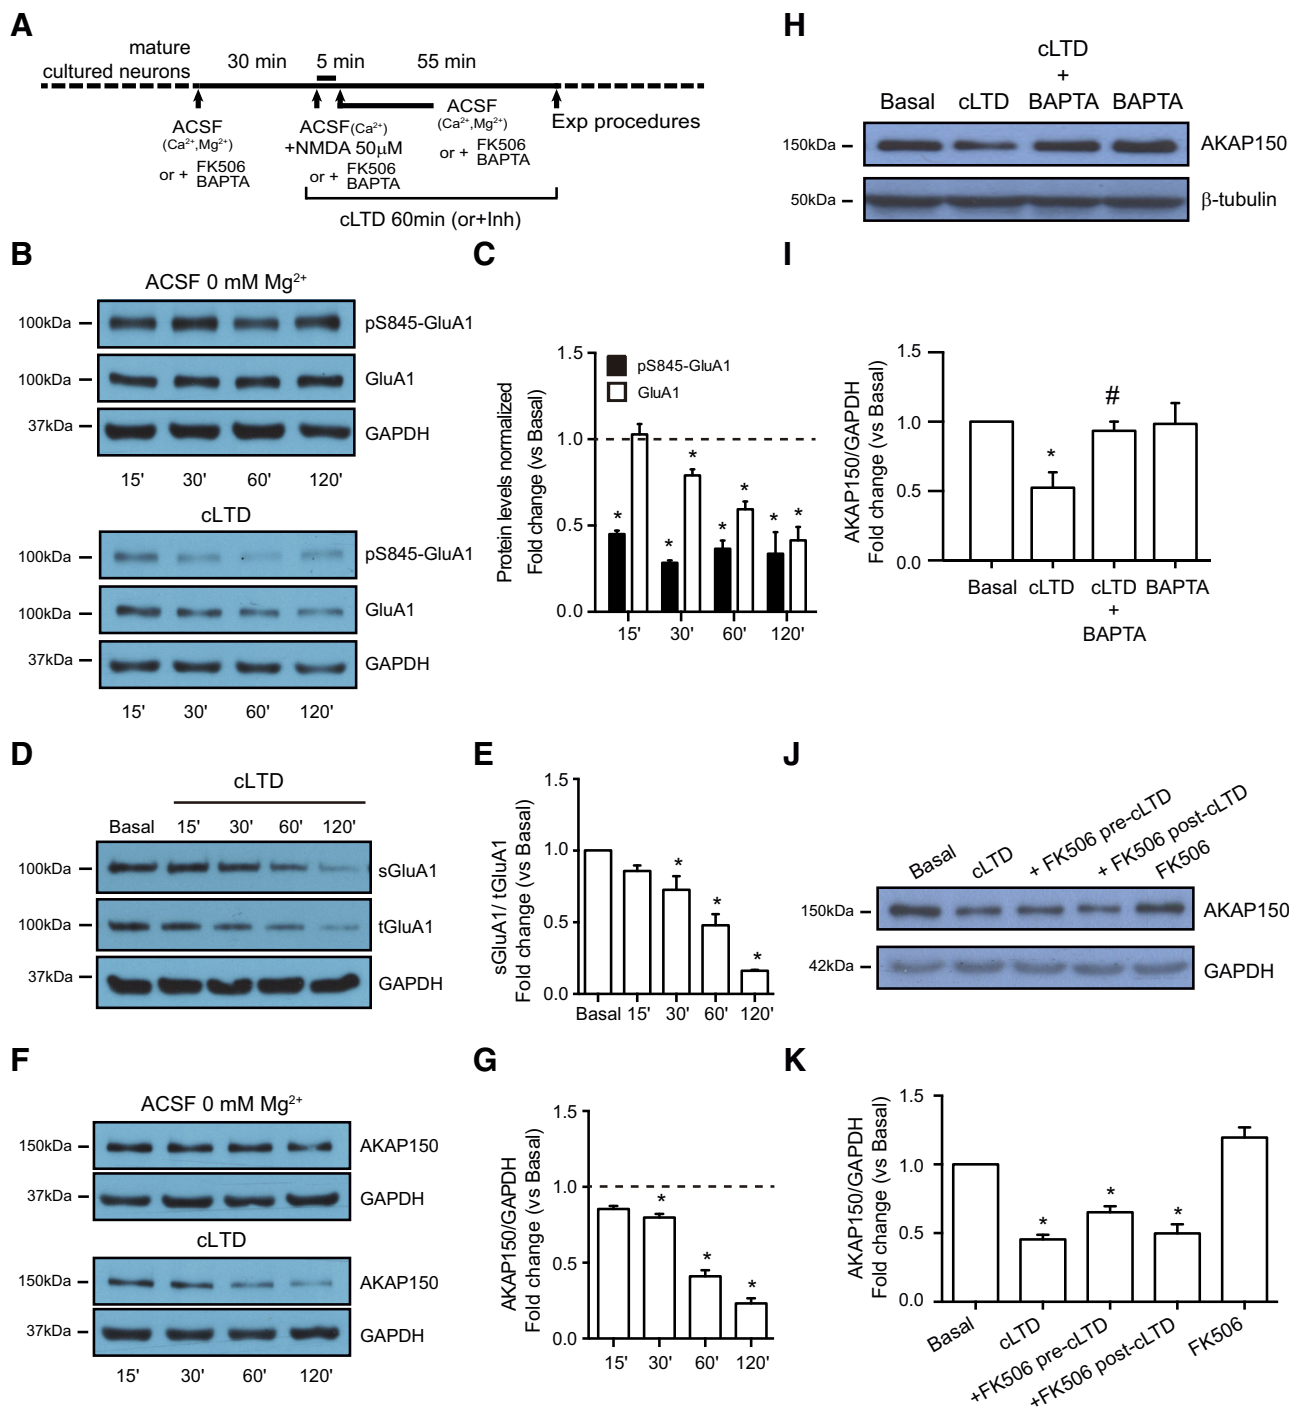 A
mature
cultured neurons
30 min
5 min
55 min
ACSF
(Ca²⁺,Mg²⁺)
or + FK506
BAPTA
ACSF(Ca²⁺)
+NMDA 50μM
or + FK506
BAPTA
ACSF
(Ca²⁺,Mg²⁺)
or + FK506
BAPTA
Exp procedures
cLTD 60min (or+Inh)
B
ACSF 0 mM Mg²⁺
100kDa
pS845-GluA1
100kDa
GluA1
37kDa
GAPDH
15' 30' 60' 120'
cLTD
100kDa
pS845-GluA1
100kDa
GluA1
37kDa
GAPDH
15' 30' 60' 120'
C
Protein levels normalized
Fold change (vs Basal)
1.5
1.0
0.5
0.0
pS845-GluA1
GluA1
* * * * * * *
15' 30' 60' 120'
D
cLTD
Basal 15' 30' 60' 120'
100kDa
sGluA1
100kDa
tGluA1
37kDa
GAPDH
E
sGluA1/ tGluA1
Fold change (vs Basal)
1.5
1.0
0.5
0.0
* * *
Basal 15' 30' 60' 120'
F
ACSF 0 mM Mg²⁺
150kDa
AKAP150
37kDa
GAPDH
cLTD
150kDa
AKAP150
37kDa
GAPDH
15' 30' 60' 120'
G
AKAP150/GAPDH
Fold change (vs Basal)
1.5
1.0
0.5
0.0
* * *
15' 30' 60' 120'
H
cLTD
+
Basal cLTD BAPTA BAPTA
150kDa
AKAP150
50kDa
β-tubulin
I
AKAP150/GAPDH
Fold change (vs Basal)
1.5
1.0
0.5
0.0
* #
Basal cLTD cLTD BAPTA
+
BAPTA
J
Basal
cLTD
+ FK506 pre-cLTD
+ FK506 post-cLTD
FK506
150kDa
AKAP150
42kDa
GAPDH
K
AKAP150/GAPDH
Fold change (vs Basal)
1.5
1.0
0.5
0.0
* * *
Basal
cLTD
+FK506 pre-cLTD
+FK506 post-cLTD
FK506